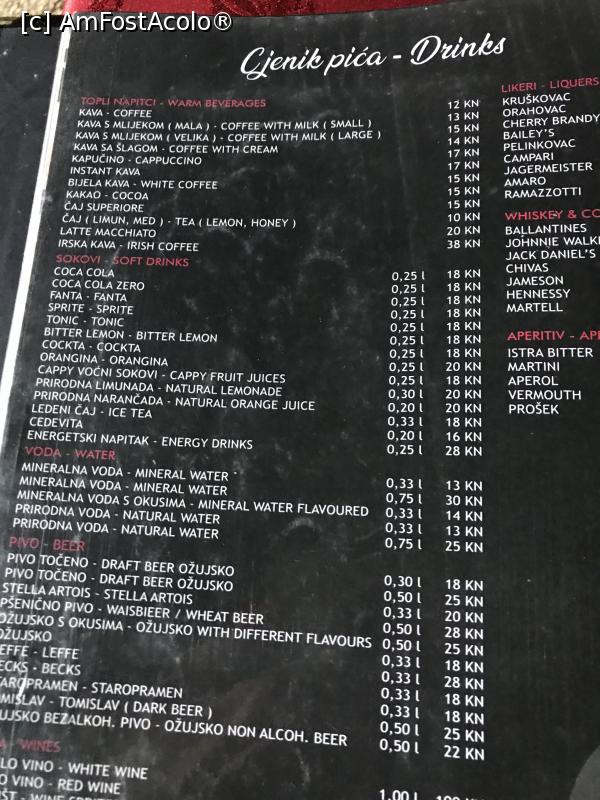 [c] AmFostAcolo®
Cjenik pića - Drinks
TOPLI NAPITCI - WARM BEVERAGES
KAVA - COFFEE 12 KN
KAVA S MLIJEKOM ( MALA ) - COFFEE WITH MILK ( SMALL ) 13 KN
KAVA S MLIJEKOM ( VELIKA ) - COFFEE WITH MILK ( LARGE ) 15 KN
KAVA SA ŠLAGOM - COFFEE WITH CREAM 14 KN
KAPUČINO - CAPPUCCINO 17 KN
INSTANT KAVA 17 KN
BIJELA KAVA - WHITE COFFEE 15 KN
KAKAO - COCOA 15 KN
ČAJ SUPERIORE 15 KN
ČAJ ( LIMUN, MED ) - TEA ( LEMON, HONEY ) 10 KN
LATTE MACCHIATO 20 KN
IRSKA KAVA - IRISH COFFEE 38 KN
SOKOVI - SOFT DRINKS
COCA COLA 0,25 l 18 KN
COCA COLA ZERO 0,25 l 18 KN
FANTA - FANTA 0,25 l 18 KN
SPRITE - SPRITE 0,25 l 18 KN
TONIC - TONIC 0,25 l 18 KN
BITTER LEMON - BITTER LEMON 0,25 l 18 KN
COCKTA - COCKTA 0,25 l 18 KN
ORANGINA - ORANGINA 0,25 l 20 KN
CAPPY VOĆNI SOKOVI - CAPPY FRUIT JUICES 0,25 l 18 KN
PRIRODNA LIMUNADA - NATURAL LEMONADE 0,30 l 20 KN
PRIRODNA NARANČADA - NATURAL ORANGE JUICE 0,20 l 20 KN
LEDENI ČAJ - ICE TEA 0,33 l 18 KN
CEDEVITA 0,20 l 16 KN
ENERGETSKI NAPITAK - ENERGY DRINKS 0,25 l 28 KN
VODA - WATER
MINERALNA VODA - MINERAL WATER 0,33 l 13 KN
MINERALNA VODA - MINERAL WATER 0,75 l 30 KN
MINERALNA VODA S OKUSIMA - MINERAL WATER FLAVOURED 0,33 l 14 KN
PRIRODNA VODA - NATURAL WATER 0,33 l 13 KN
PRIRODNA VODA - NATURAL WATER 0,75 l 25 KN
PIVO - BEER
PIVO TOČENO - DRAFT BEER OŽUJSKO 0,30 l 18 KN
PIVO TOČENO - DRAFT BEER OŽUJSKO 0,50 l 25 KN
STELLA ARTOIS - STELLA ARTOIS 0,33 l 20 KN
PŠENIČNO PIVO - WAISBIEER / WHEAT BEER 0,50 l 28 KN
OŽUJSKO S OKUSIMA - OŽUJSKO WITH DIFFERENT FLAVOURS 0,50 l 25 KN
OŽUJSKO 0,33 l 18 KN
EFFE - LEFFE 0,33 l 28 KN
ECKS - BECKS 0,33 l 18 KN
TAROPRAMEN - STAROPRAMEN 0,33 l 18 KN
MISLAV - TOMISLAV ( DARK BEER ) 0,50 l 25 KN
UJSKO BEZALKOH. PIVO - OŽUJSKO NON ALCOH. BEER 0,50 l 22 KN
A - WINES
LO VINO - WHITE WINE
O VINO - RED WINE 1,00 l
LIKERI - LIQUERS
KRUŠKOVAC
ORAHOVAC
CHERRY BRANDY
BAILEY'S
PELINKOVAC
CAMPARI
JAGERMEISTER
AMARO
RAMAZZOTTI
WHISKEY & CO
BALLANTINES
JOHNNIE WALK
JACK DANIEL'S
CHIVAS
JAMESON
HENNESSY
MARTELL
APERITIV - APE
ISTRA BITTER
MARTINI
APEROL
VERMOUTH
PROŠEK